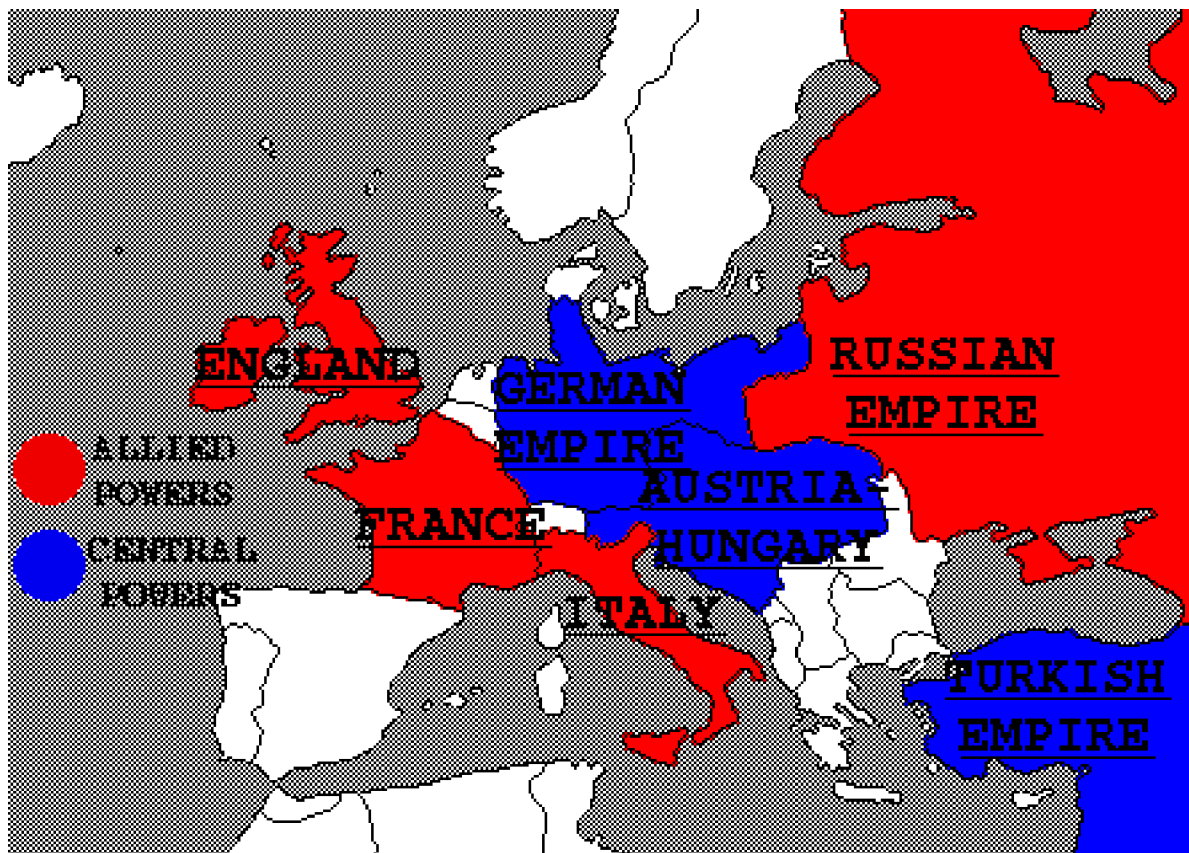 ENGLAND
GERMAN
EMPIRE
RUSSIAN
EMPIRE
ALLIED
POWERS
CENTRAL
POWERS
FRANCE
AUSTRIA-
HUNGARY
ITALY
TURKISH
EMPIRE